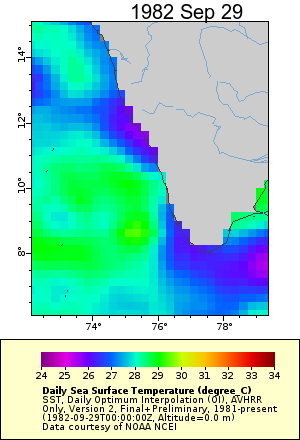 1982 Sep 29
14°
12°
10°
8°
74° 76° 78°
24 25 26 27 28 29 30 31 32 33 34
Daily Sea Surface Temperature (degree_C)
SST, Daily Optimum Interpolation (OI), AVHRR
Only, Version 2, Final+Preliminary, 1981-present
(1982-09-29T00:00:00Z, Altitude=0.0 m)
Data courtesy of NOAA NCEI